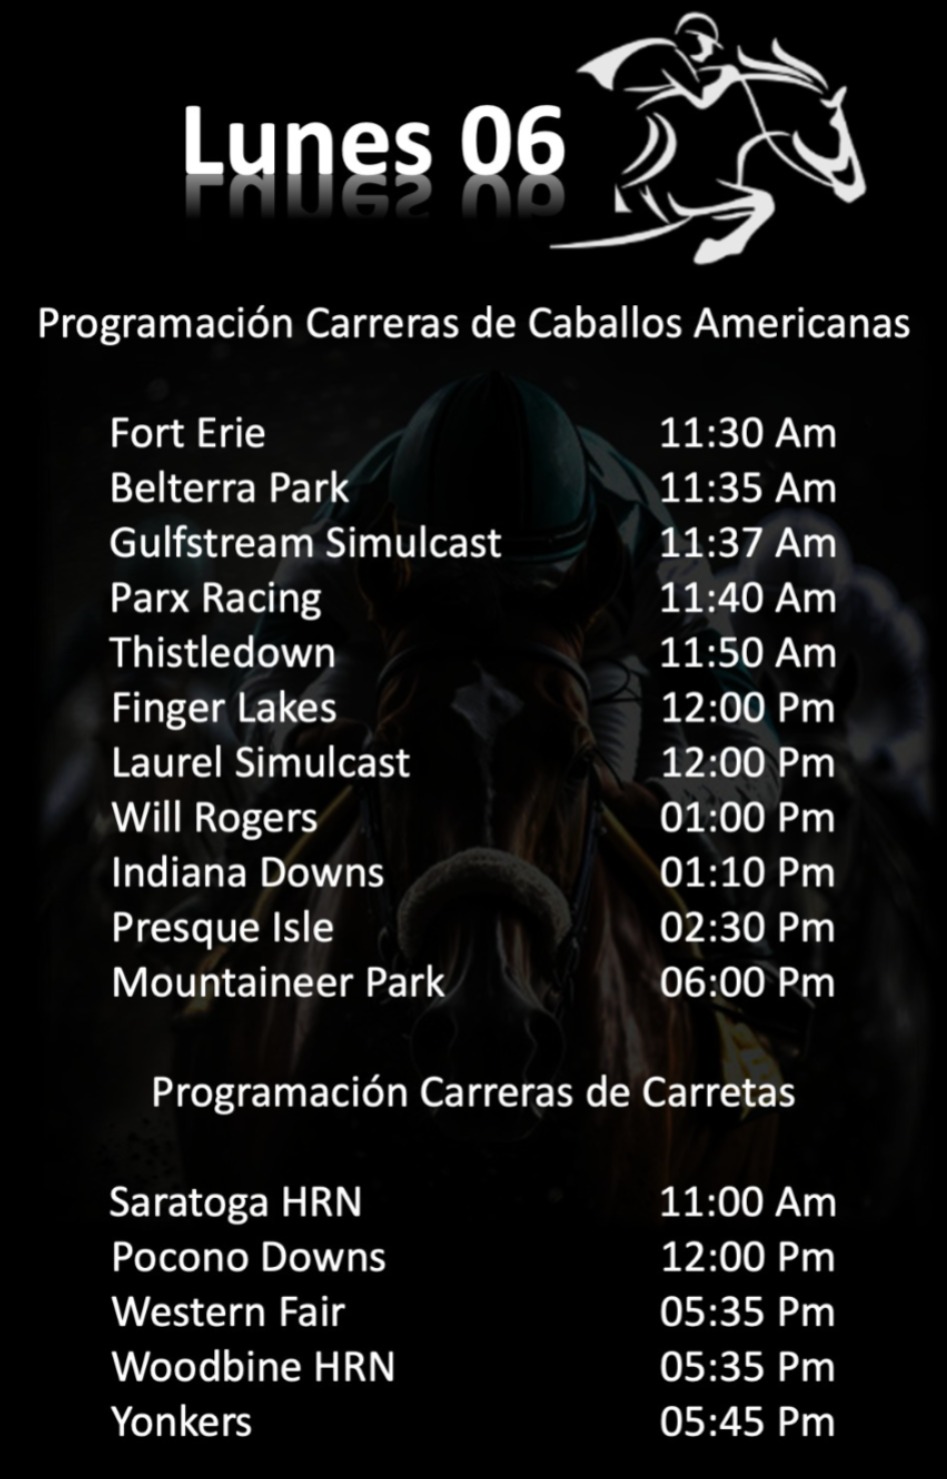 Lunes 06
Programación Carreras de Caballos Americanas
Fort Erie 11:30 Am
Belterra Park 11:35 Am
Gulfstream Simulcast 11:37 Am
Parx Racing 11:40 Am
Thistledown 11:50 Am
Finger Lakes 12:00 Pm
Laurel Simulcast 12:00 Pm
Will Rogers 01:00 Pm
Indiana Downs 01:10 Pm
Presque Isle 02:30 Pm
Mountaineer Park 06:00 Pm
Programación Carreras de Carretas
Saratoga HRN 11:00 Am
Pocono Downs 12:00 Pm
Western Fair 05:35 Pm
Woodbine HRN 05:35 Pm
Yonkers 05:45 Pm